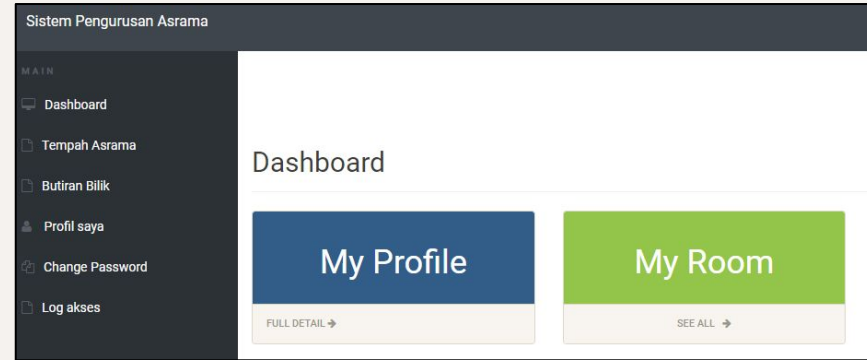 Sistem Pengurusan Asrama
MAIN
Dashboard
Tempah Asrama
Butiran Bilik
Profil saya
Change Password
Log akses
Dashboard
My Profile
FULL DETAIL
My Room
SEE ALL